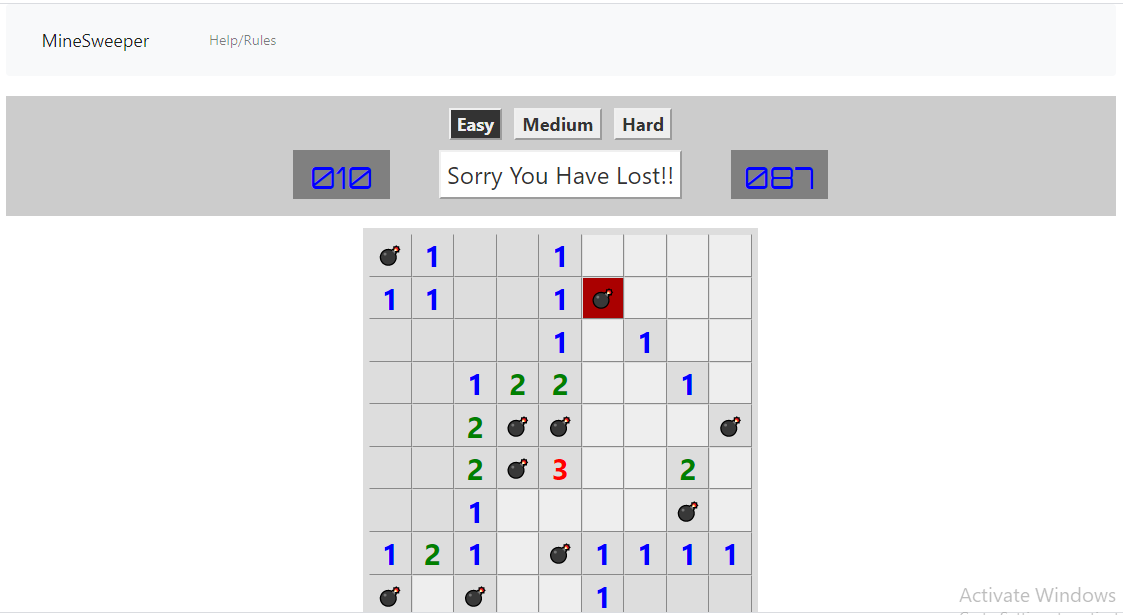 MineSweeper Help/Rules
Easy Medium Hard
010 Sorry You Have Lost!! 087
1 1
1 1 1
1 1
1 2 2 1
2
2 3 2
1
1 2 1 1 1 1 1
1
Activate Windows